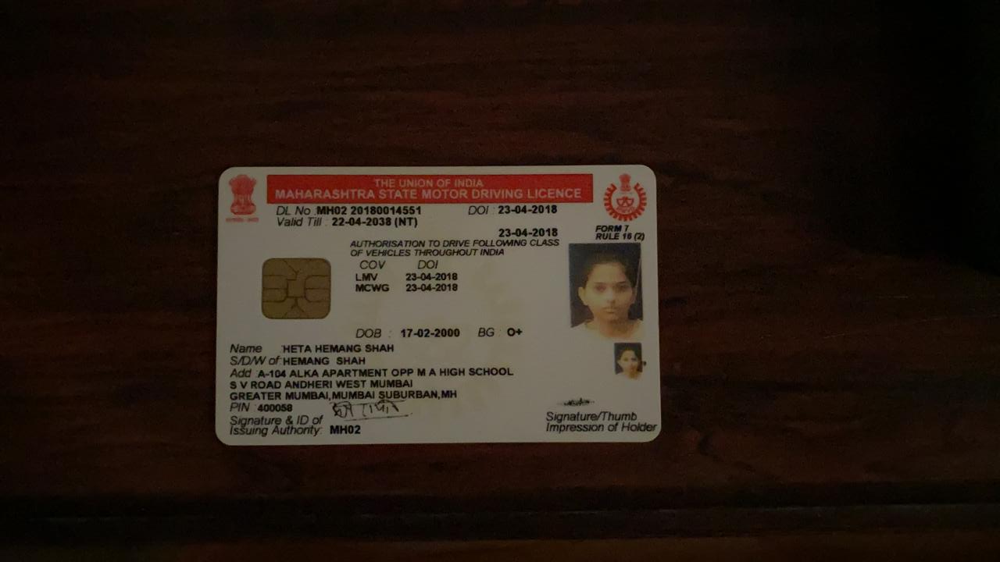 THE UNION OF INDIA
MAHARASHTRA STATE MOTOR DRIVING LICENCE
DL No : MH02 20180014551 DOI : 23-04-2018
Valid Till : 22-04-2038 (NT)
23-04-2018
FORM 7
RULE 16 (2)
AUTHORISATION TO DRIVE FOLLOWING CLASS
OF VEHICLES THROUGHOUT INDIA
COV DOI
LMV 23-04-2018
MCWG 23-04-2018
DOB : 17-02-2000 BG : O+
Name : HETA HEMANG SHAH
S/D/W of : HEMANG SHAH
Add : A-104 ALKA APARTMENT OPP M A HIGH SCHOOL
S V ROAD ANDHERI WEST MUMBAI
GREATER MUMBAI,MUMBAI SUBURBAN,MH
PIN : 400058
Signature & ID of
Issuing Authority: MH02
Signature/Thumb
Impression of Holder